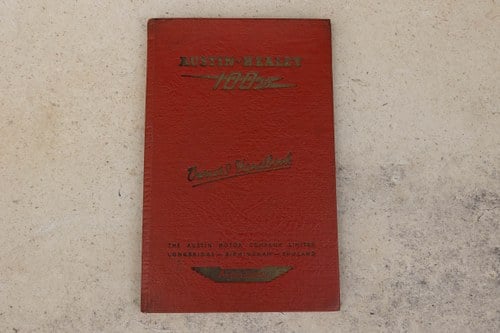 AUSTIN-HEALEY
100
Owner's Handbook
THE AUSTIN MOTOR COMPANY LIMITED
LONGBRIDGE — BIRMINGHAM — ENGLAND